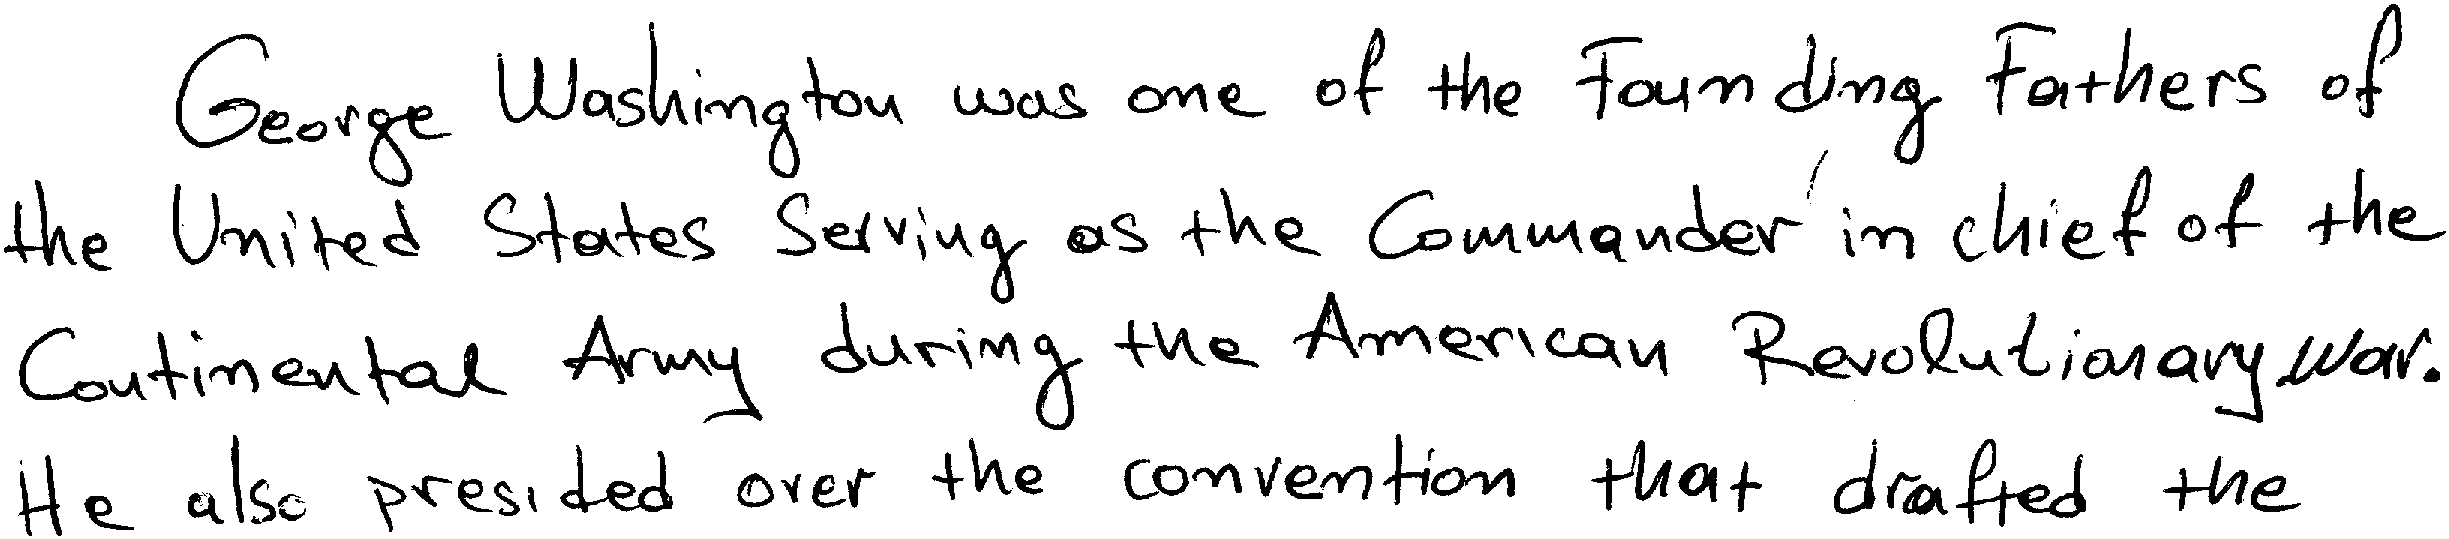 George Washington was one of the Founding Fathers of
the United States Serving as the Commander in chief of the
Continental Army during the American Revolutionary war.
He also presided over the convention that drafted the